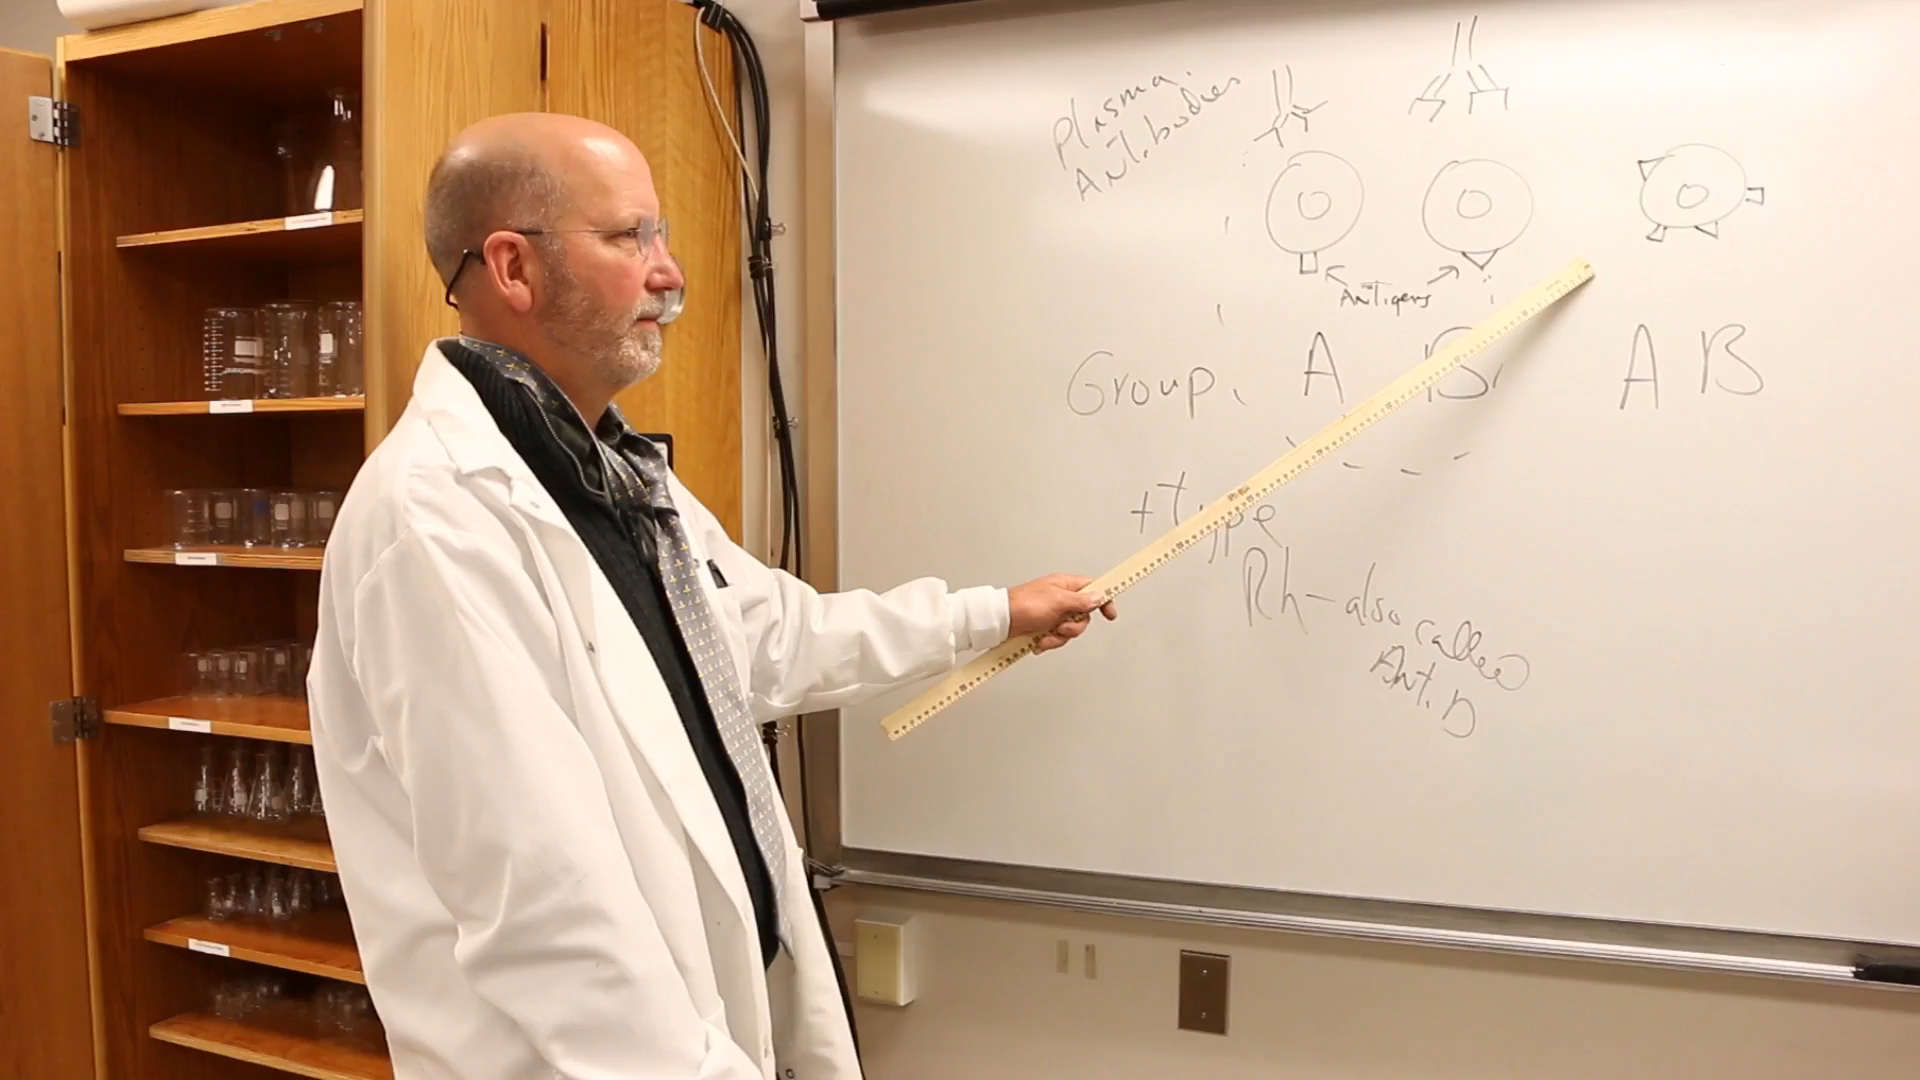 Plasma
Antibodies
Antigens
Group, A B AB
+ Type
Rh - also called
Anti D